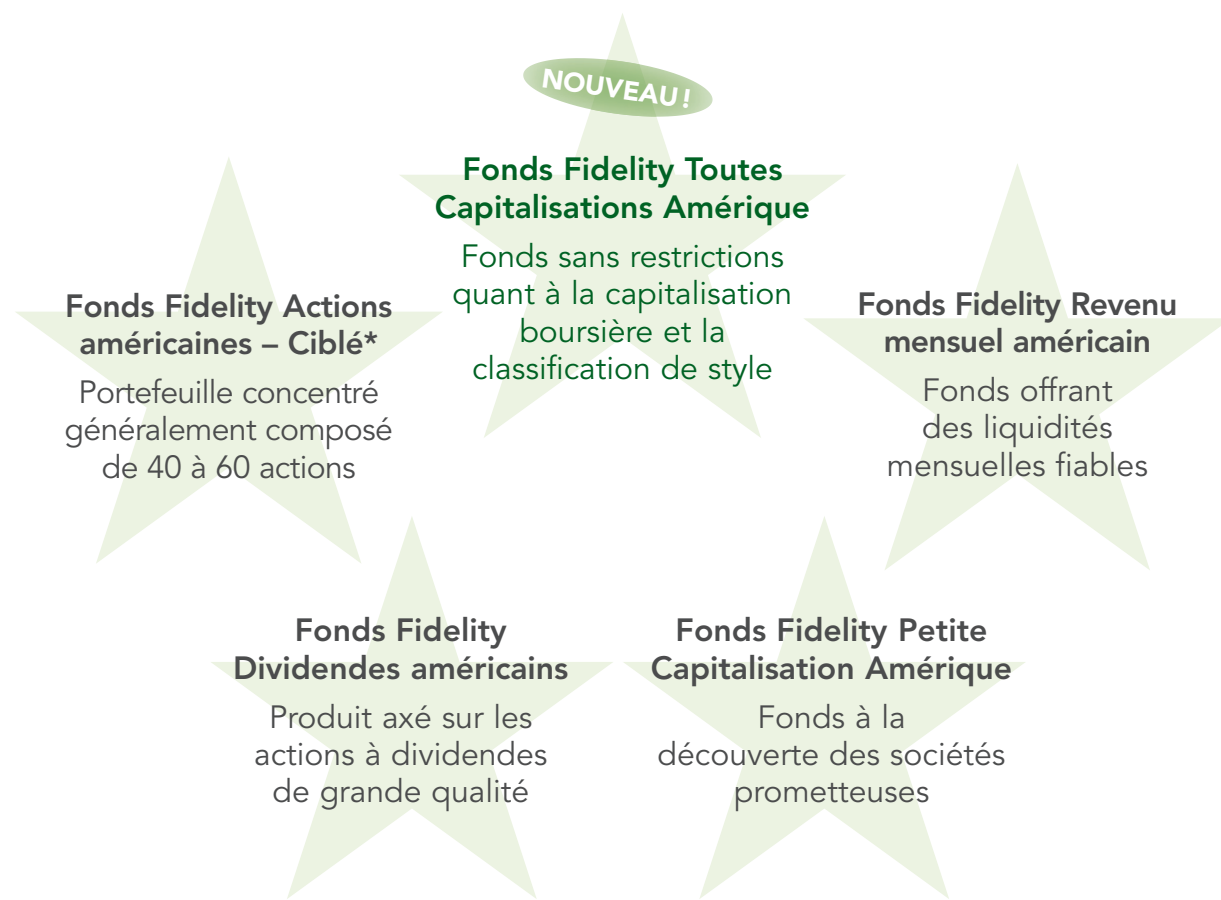 NOUVEAU !
Fonds Fidelity Toutes
Capitalisations Amérique
Fonds sans restrictions
quant à la capitalisation
boursière et la
classification de style
Fonds Fidelity Actions
américaines – Ciblé*
Portefeuille concentré
généralement composé
de 40 à 60 actions
Fonds Fidelity Revenu
mensuel américain
Fonds offrant
des liquidités
mensuelles fiables
Fonds Fidelity
Dividendes américains
Produit axé sur les
actions à dividendes
de grande qualité
Fonds Fidelity Petite
Capitalisation Amérique
Fonds à la
découverte des sociétés
prometteuses